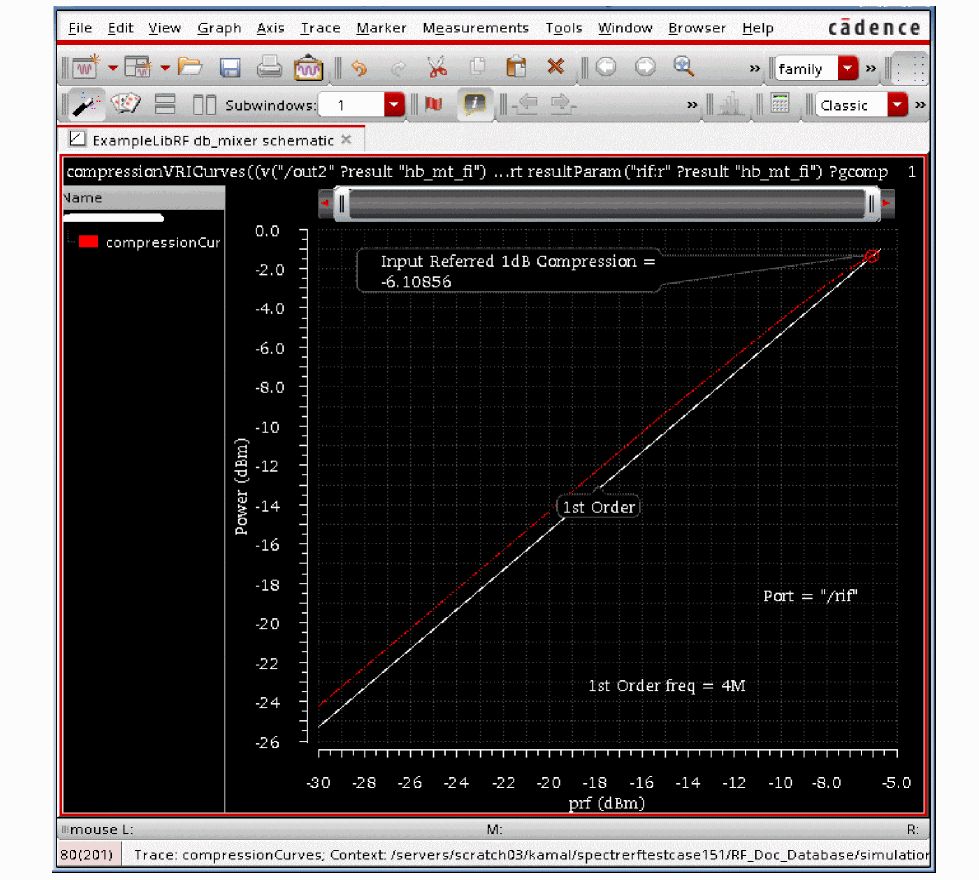 File Edit View Graph Axis Trace Marker Measurements Tools Window Browser Help cādence
» family »
Subwindows: 1 » Classic »
ExampleLibRF db_mixer schematic
compressionVRICurves((v("/out2" ?result "hb_mt_fi") ...rt resultParam("rif:r" ?result "hb_mt_fi") ?gcomp 1
Name
compressionCur
0.0
Input Referred 1dB Compression =
-6.10856
-2.0
-4.0
-6.0
-8.0
-10
-12
-14
-16
-18
-20
-22
-24
-26
Power (dBm)
1st Order
Port = "/rif"
1st Order freq = 4M
-30 -28 -26 -24 -22 -20 -18 -16 -14 -12 -10 -8.0 -5.0
prf (dBm)
mouse L: M: R:
80(201) Trace: compressionCurves; Context: /servers/scratch03/kamal/spectrerftestcase151/RF_Doc_Database/simulation